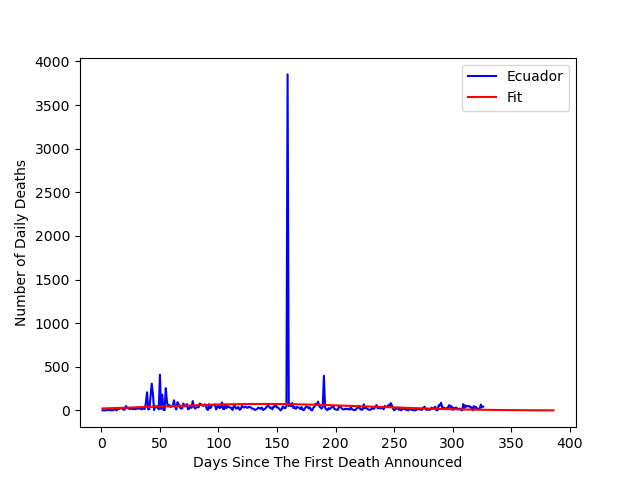 Ecuador
Fit
4000
3500
3000
2500
2000
1500
1000
500
0
Number of Daily Deaths
0 50 100 150 200 250 300 350 400
Days Since The First Death Announced